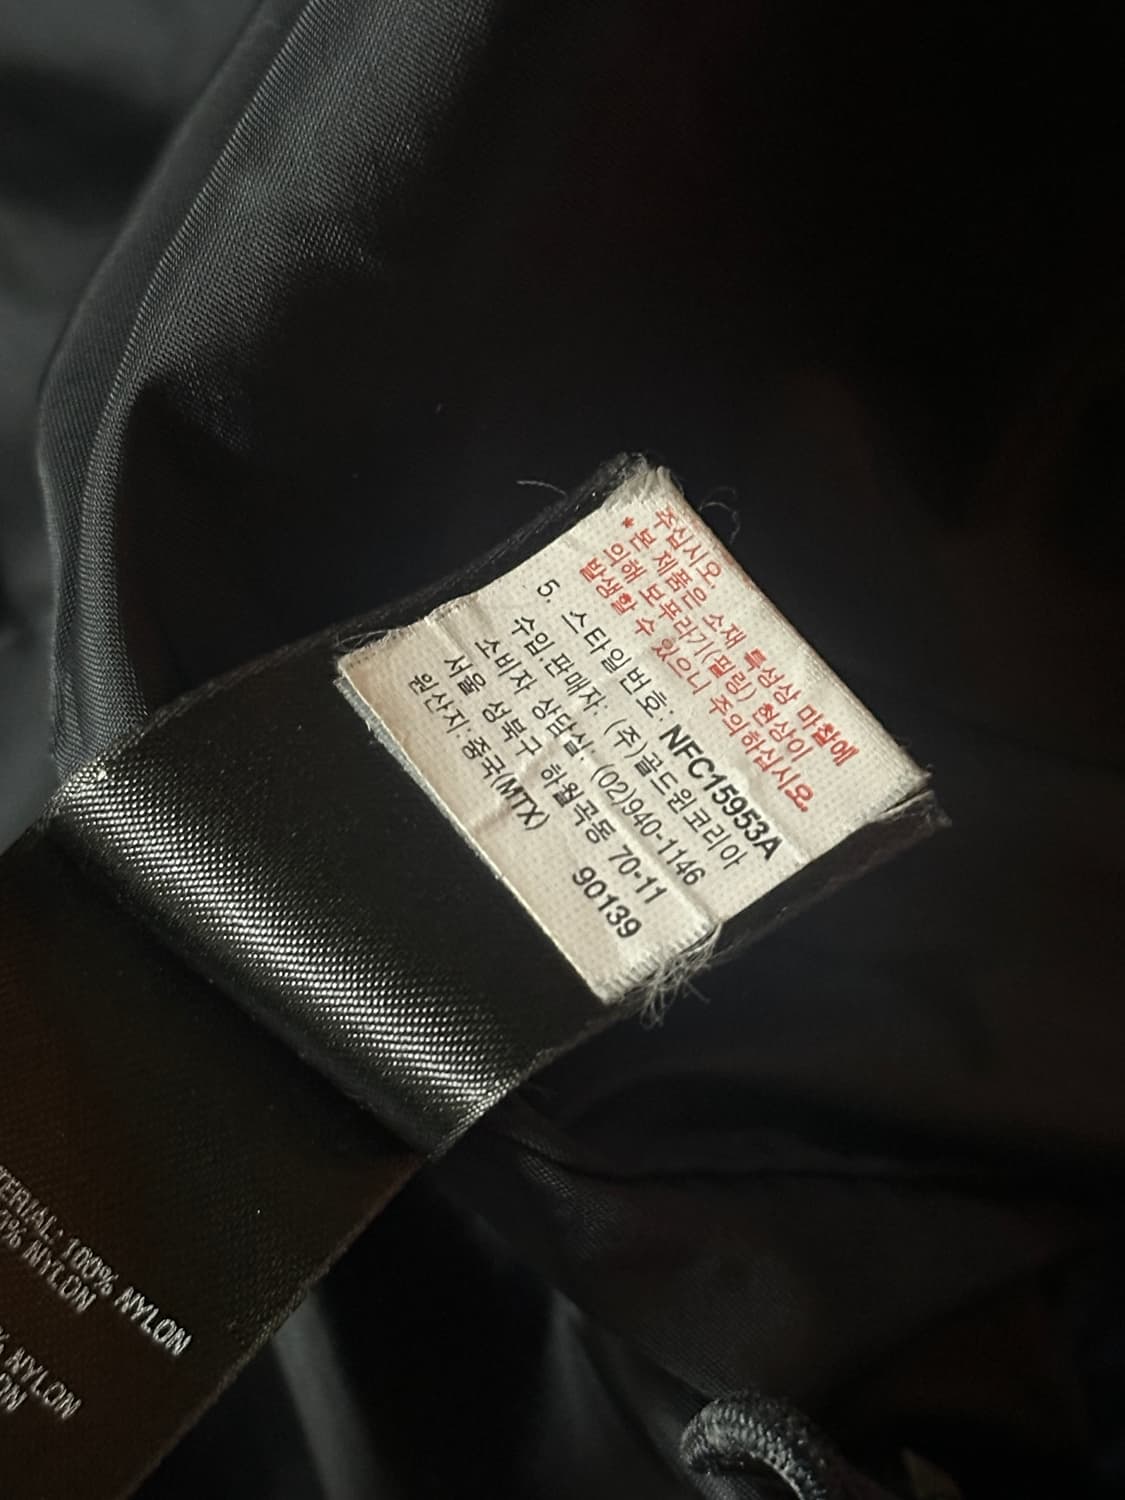 주십시오.
*본 제품은 소재 특성상 마찰에
의해 보푸라기(필링) 현상이
발생할 수 있으니 주의하십시오.
5. 스타일번호: NFC15953A
수입.판매자: (주)골드윈코리아
소비자 상담실: (02)940-1146
서울 성북구 하월곡동 70-11
원산지: 중국(MTX) 90139
TERIAL: 100% NYLON
% NYLON
% NYLON